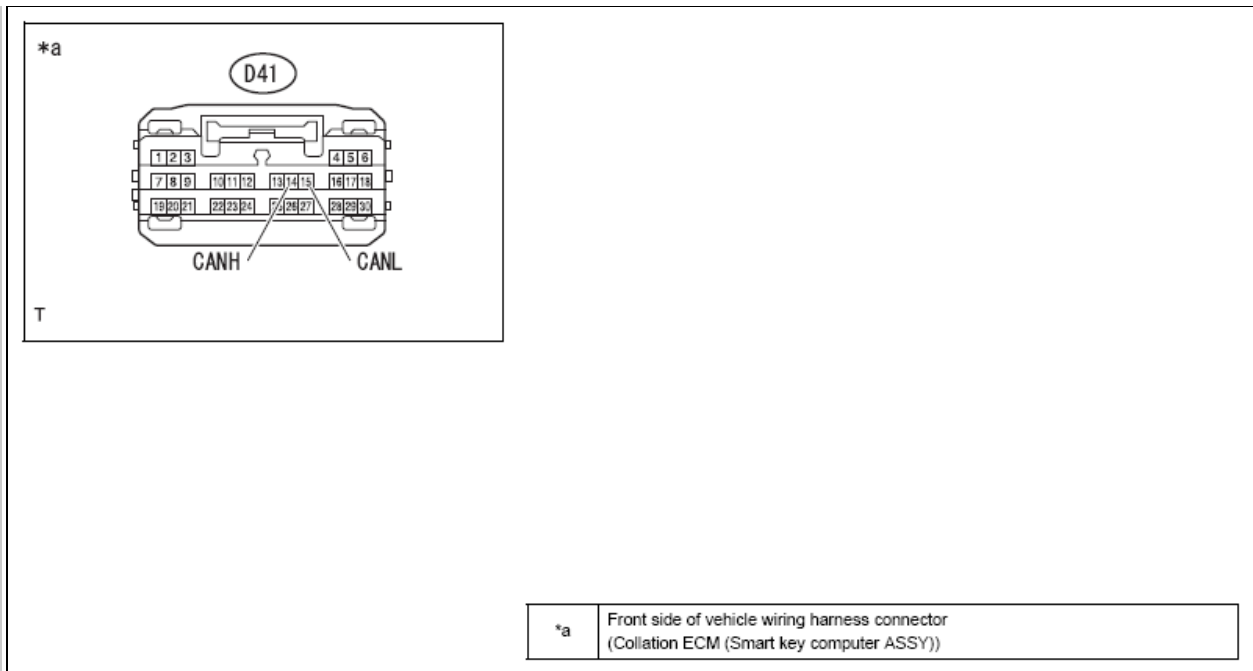 *a
D41
1 2 3 4 5 6
7 8 9 10 11 12 13 14 15 16 17 18
19 20 21 22 23 24 25 26 27 28 29 30
CANH CANL
T
*a
Front side of vehicle wiring harness connector
(Collation ECM (Smart key computer ASSY))